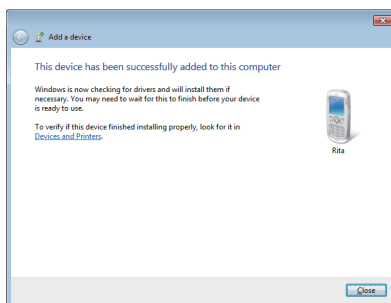 Add a device
This device has been successfully added to this computer
Windows is now checking for drivers and will install them if
necessary. You may need to wait for this to finish before your device
is ready to use.
To verify if this device finished installing properly, look for it in
Devices and Printers.
Rita
Close